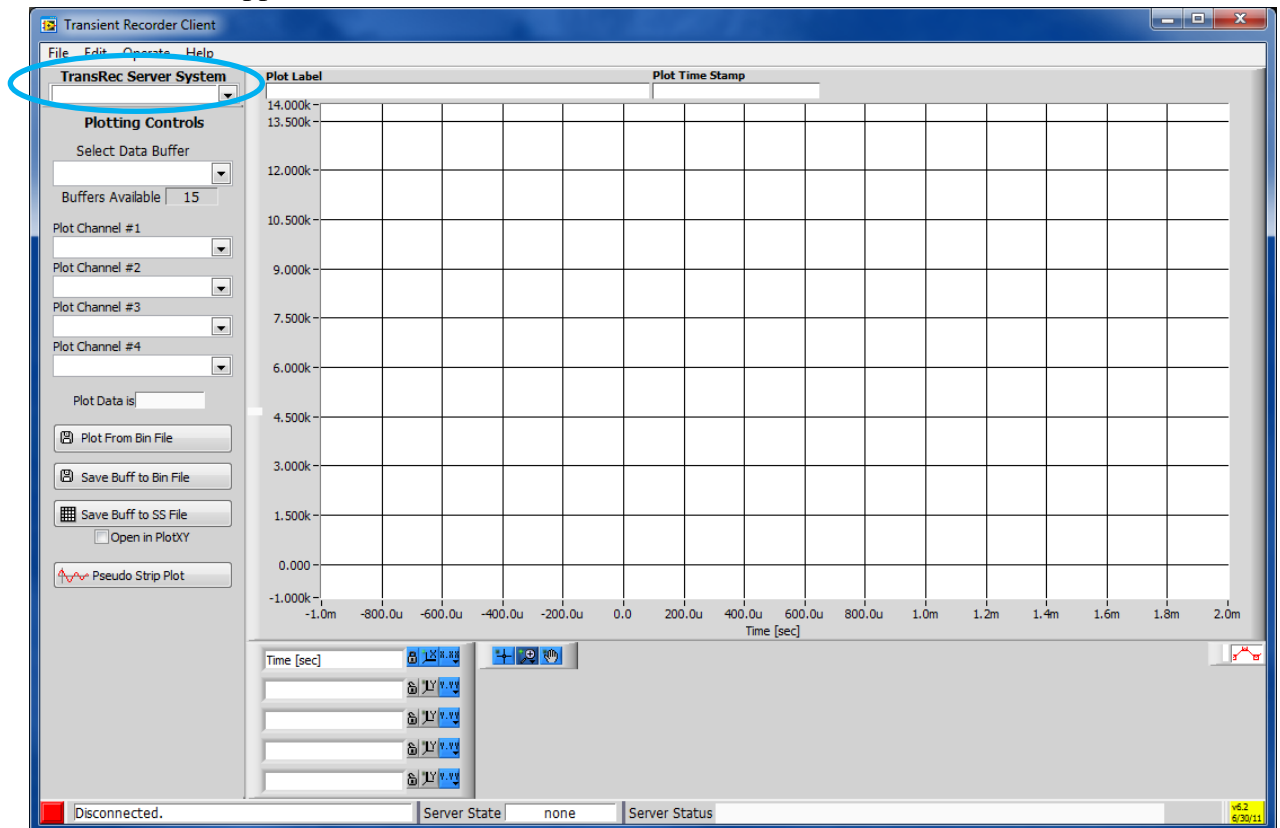 Transient Recorder Client
File Edit Operate Help
TransRec Server System
Plotting Controls
Select Data Buffer
Buffers Available 15
Plot Channel #1
Plot Channel #2
Plot Channel #3
Plot Channel #4
Plot Data is
Plot From Bin File
Save Buff to Bin File
Save Buff to SS File
Open in PlotXY
Pseudo Strip Plot
Plot Label Plot Time Stamp
14.000k
13.500k
12.000k
10.500k
9.000k
7.500k
6.000k
4.500k
3.000k
1.500k
0.000
-1.000k
-1.0m -800.0u -600.0u -400.0u -200.0u 0.0 200.0u 400.0u 600.0u 800.0u 1.0m 1.2m 1.4m 1.6m 1.8m 2.0m
Time [sec]
Time [sec]
Disconnected. Server State none Server Status
v6.2
6/30/11